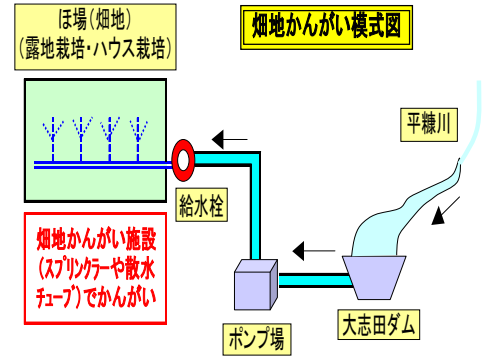 ほ場(畑地)
(露地栽培・ハウス栽培)
畑地かんがい模式図
平糠川
給水栓
畑地かんがい施設
(スプリンクラーや散水
チューブ)でかんがい
ポンプ場
大志田ダム